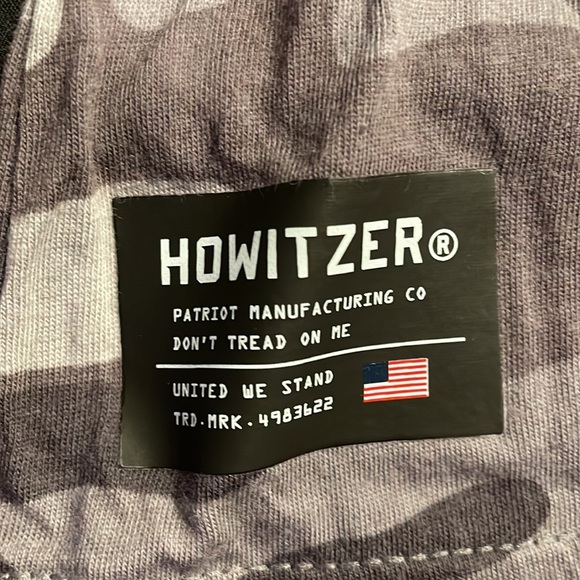 HOWITZER®
PATRIOT MANUFACTURING CO
DON'T TREAD ON ME
UNITED WE STAND
TRD.MRK.4983622